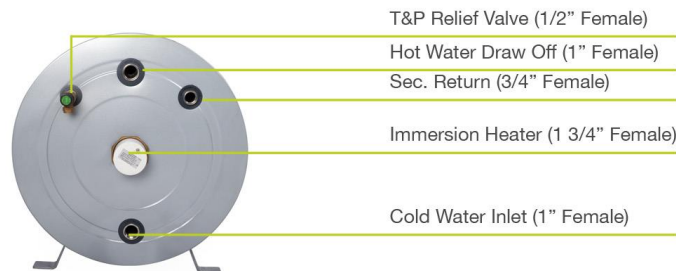 T&P Relief Valve (1/2” Female)
Hot Water Draw Off (1” Female)
Sec. Return (3/4” Female)
Immersion Heater (1 3/4” Female)
Cold Water Inlet (1” Female)